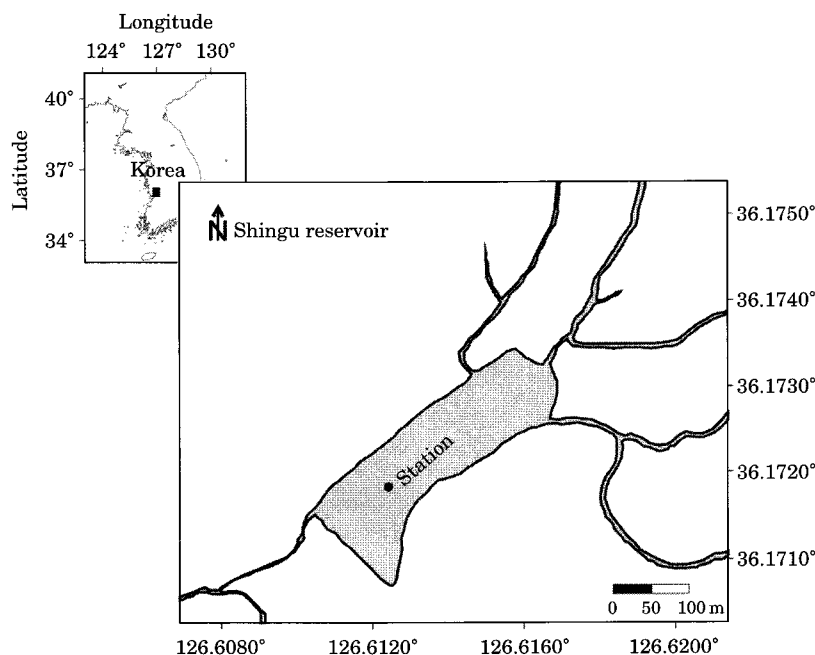 Longitude
124° 127° 130°
40°
37°
34°
Latitude
Korea
N Shingu reservoir
Station
36.1750°
36.1740°
36.1730°
36.1720°
36.1710°
0 50 100 m
126.6080° 126.6120° 126.6160° 126.6200°